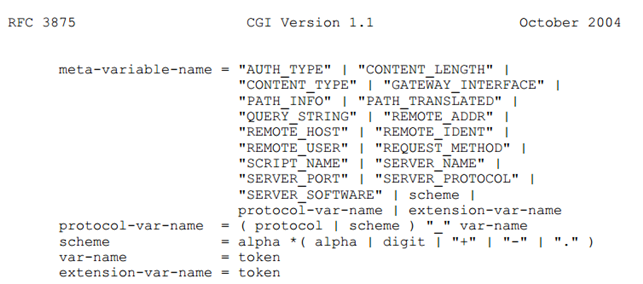 RFC 3875 CGI Version 1.1 October 2004
meta-variable-name = "AUTH_TYPE" | "CONTENT_LENGTH" |
"CONTENT_TYPE" | "GATEWAY_INTERFACE" |
"PATH_INFO" | "PATH_TRANSLATED" |
"QUERY_STRING" | "REMOTE_ADDR" |
"REMOTE_HOST" | "REMOTE_IDENT" |
"REMOTE_USER" | "REQUEST_METHOD" |
"SCRIPT_NAME" | "SERVER_NAME" |
"SERVER_PORT" | "SERVER_PROTOCOL" |
"SERVER_SOFTWARE" | scheme |
protocol-var-name | extension-var-name
protocol-var-name = ( protocol | scheme ) "_" var-name
scheme = alpha *( alpha | digit | "+" | "-" | "." )
var-name = token
extension-var-name = token